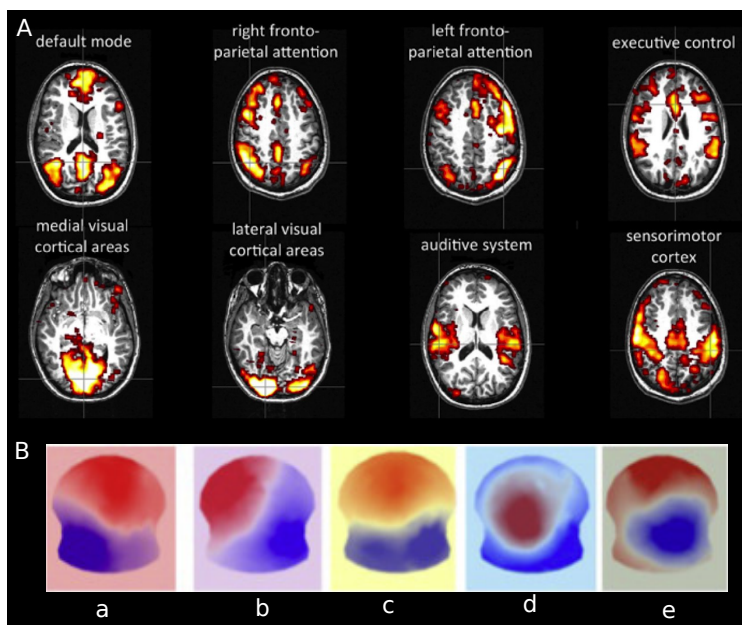 A
default mode
right fronto-
parietal attention
left fronto-
parietal attention
executive control
medial visual
cortical areas
lateral visual
cortical areas
auditive system
sensorimotor
cortex
B
a
b
c
d
e